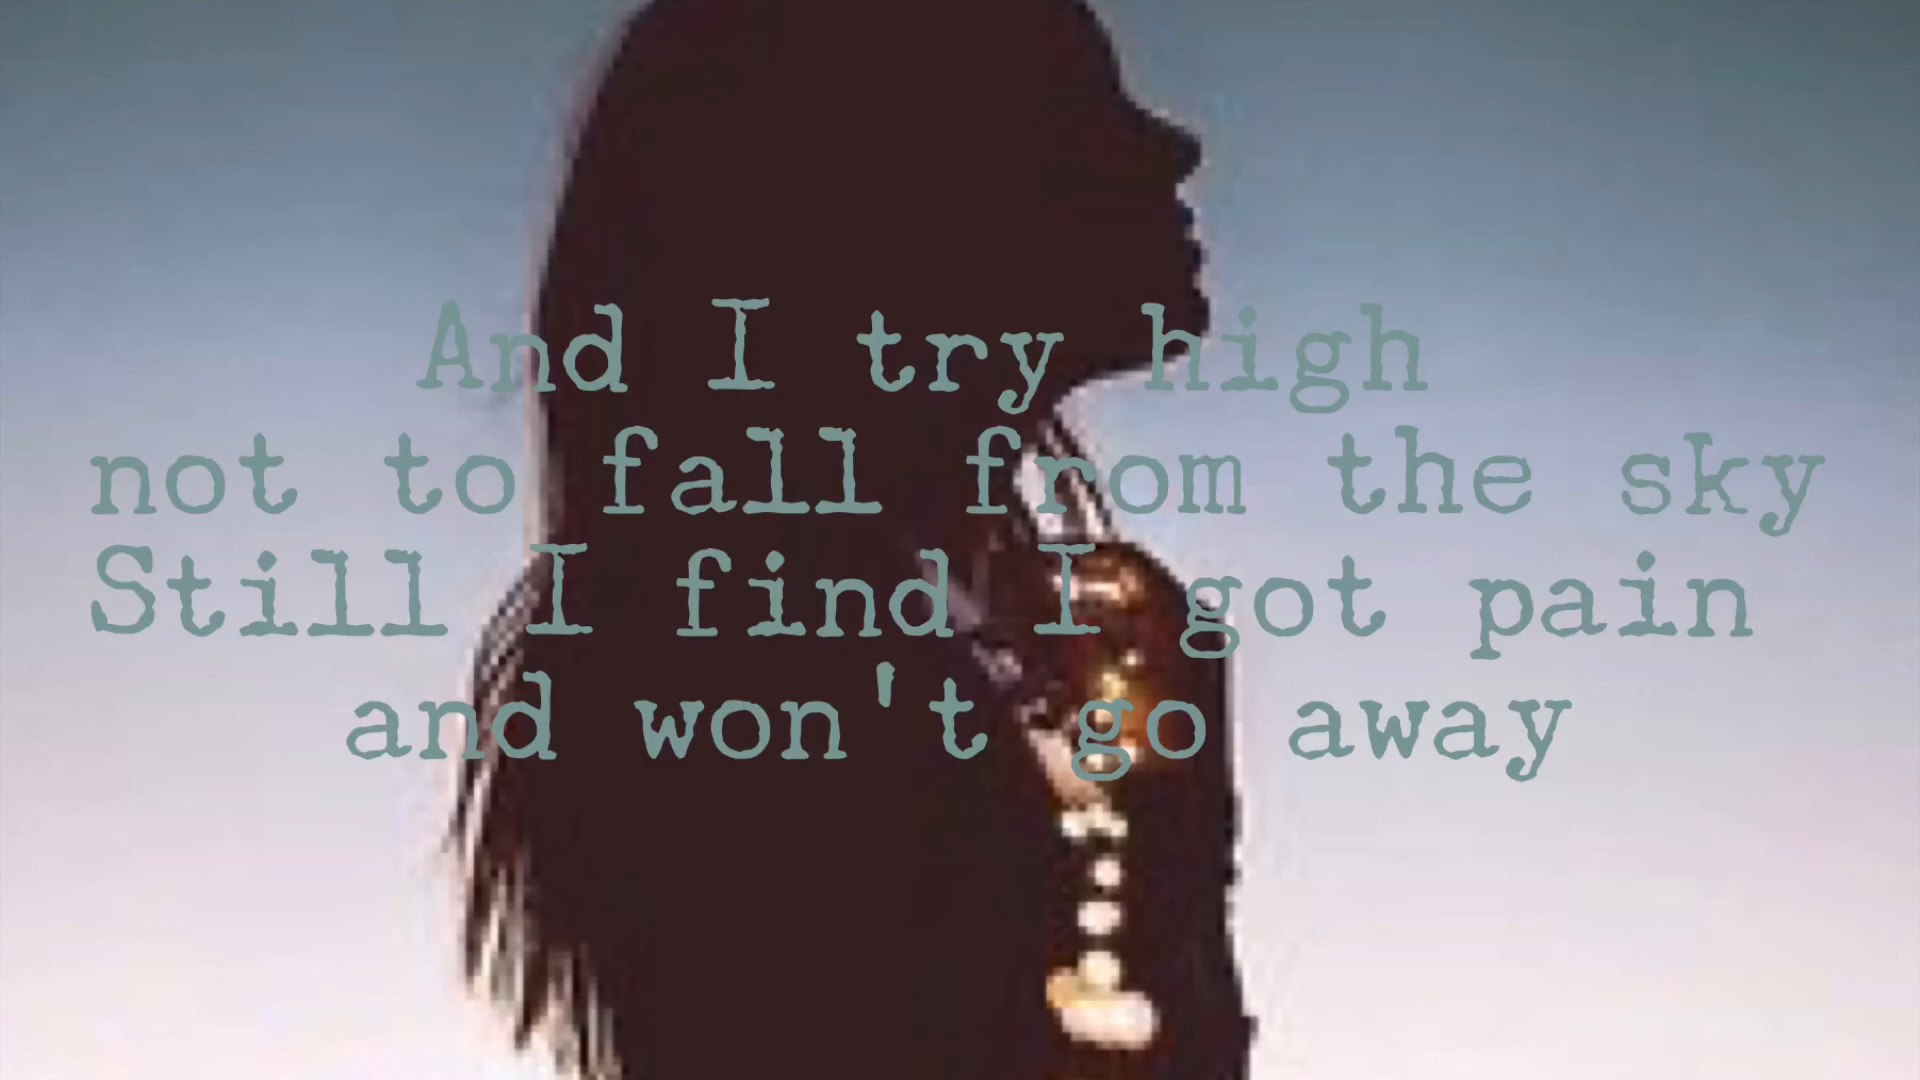 And I try high
not to fall from the sky
Still I find I got pain
and won't go away